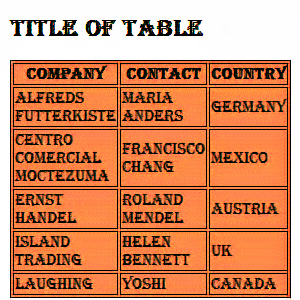 TITLE OF TABLE
COMPANY CONTACT COUNTRY
ALFREDS FUTTERKISTE MARIA ANDERS GERMANY
CENTRO COMERCIAL MOCTEZUMA FRANCISCO CHANG MEXICO
ERNST HANDEL ROLAND MENDEL AUSTRIA
ISLAND TRADING HELEN BENNETT UK
LAUGHING YOSHI CANADA